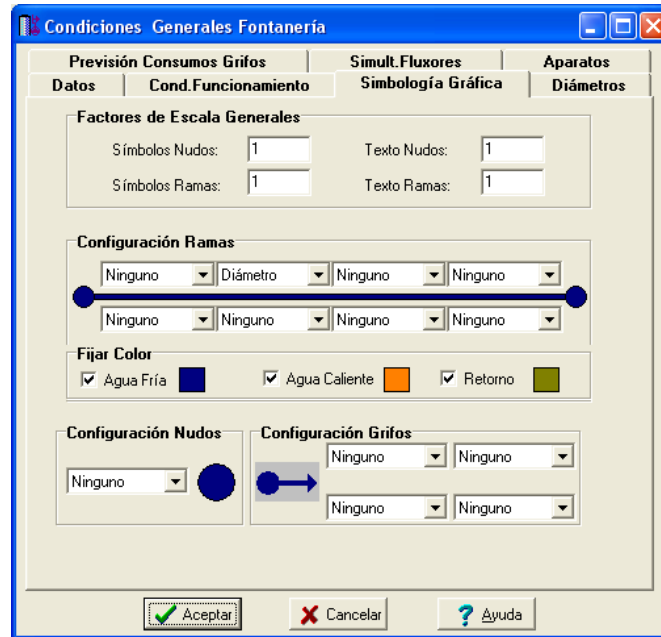 Condiciones  Generales Fontanería
Previsión Consumos Grifos Simult.Fluxores Aparatos
Datos Cond.Funcionamiento Simbología Gráfica Diámetros
Factores de Escala Generales
Símbolos Nudos: 1 Texto Nudos: 1
Símbolos Ramas: 1 Texto Ramas: 1
Configuración Ramas
Ninguno Diámetro Ninguno Ninguno
Ninguno Ninguno Ninguno Ninguno
Fijar Color
Agua Fría Agua Caliente Retorno
Configuración Nudos Configuración Grifos
Ninguno Ninguno
Ninguno
Ninguno Ninguno
Aceptar Cancelar ? Ayuda